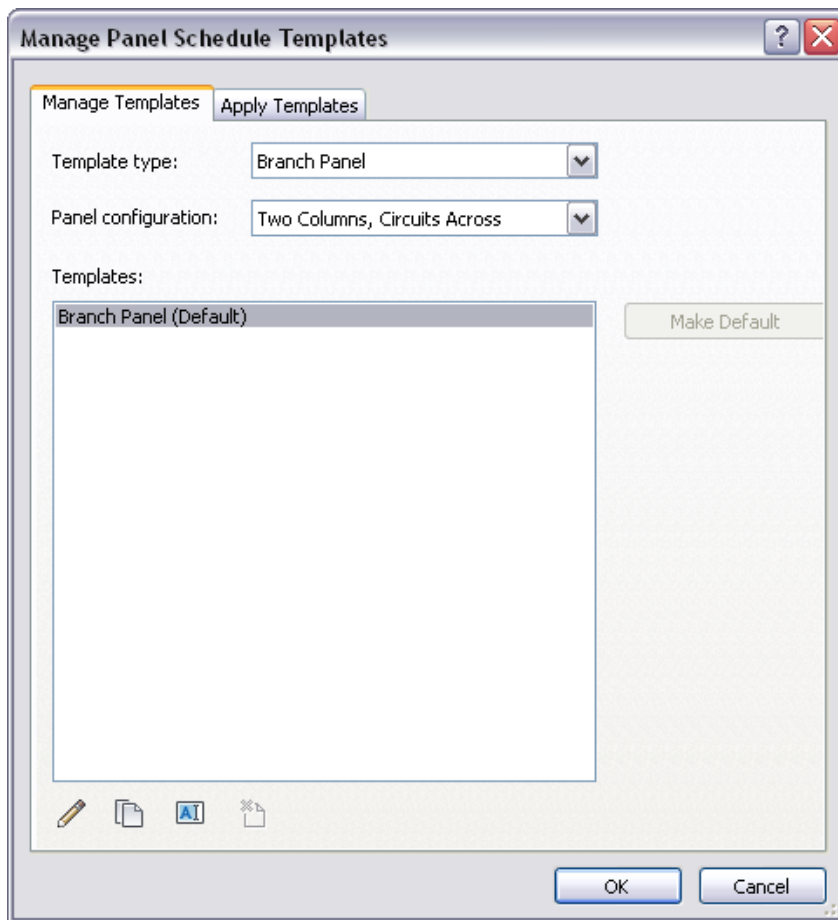 Manage Panel Schedule Templates
Manage Templates
Apply Templates
Template type:
Branch Panel
Panel configuration:
Two Columns, Circuits Across
Templates:
Branch Panel (Default)
Make Default
AI
OK
Cancel